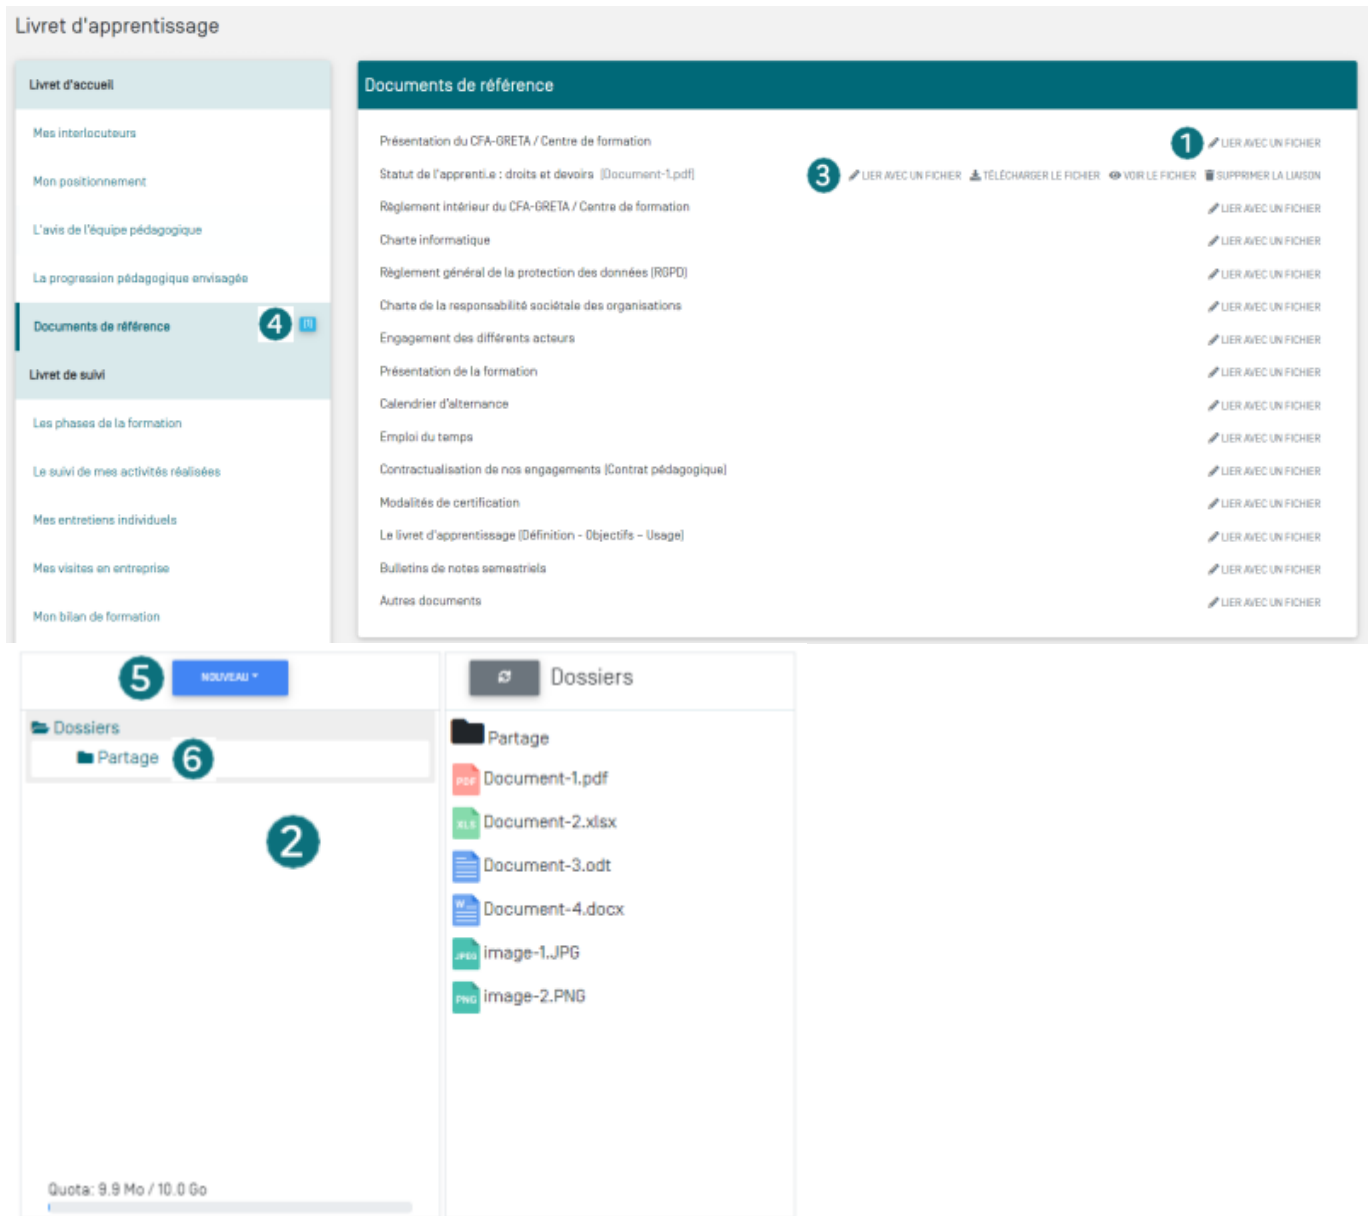 Livret d'apprentissage
Livret d'accueil
Mes interlocuteurs
Mon positionnement
L'avis de l'équipe pédagogique
La progression pédagogique envisagée
Documents de référence 4 [1]
Livret de suivi
Les phases de la formation
Le suivi de mes activités réalisées
Mes entretiens individuels
Mes visites en entreprise
Mon bilan de formation
Documents de référence
Présentation du CFA-GRETA / Centre de formation 1 LIER AVEC UN FICHIER
Statut de l'apprenti.e : droits et devoirs [Document-1.pdf] 3 LIER AVEC UN FICHIER TÉLÉCHARGER LE FICHIER VOIR LE FICHIER SUPPRIMER LA LIAISON
Règlement intérieur du CFA-GRETA / Centre de formation LIER AVEC UN FICHIER
Charte informatique LIER AVEC UN FICHIER
Règlement général de la protection des données (RGPD) LIER AVEC UN FICHIER
Charte de la responsabilité sociétale des organisations LIER AVEC UN FICHIER
Engagement des différents acteurs LIER AVEC UN FICHIER
Présentation de la formation LIER AVEC UN FICHIER
Calendrier d'alternance LIER AVEC UN FICHIER
Emploi du temps LIER AVEC UN FICHIER
Contractualisation de nos engagements (Contrat pédagogique) LIER AVEC UN FICHIER
Modalités de certification LIER AVEC UN FICHIER
Le livret d'apprentissage (Définition - Objectifs – Usage) LIER AVEC UN FICHIER
Bulletins de notes semestriels LIER AVEC UN FICHIER
Autres documents LIER AVEC UN FICHIER
5 NOUVEAU
Dossiers
Partage 6
2
Quota: 9.9 Mo / 10.0 Go
Dossiers
Partage
PDF Document-1.pdf
XLS Document-2.xlsx
Document-3.odt
W Document-4.docx
JPEG image-1.JPG
PNG image-2.PNG